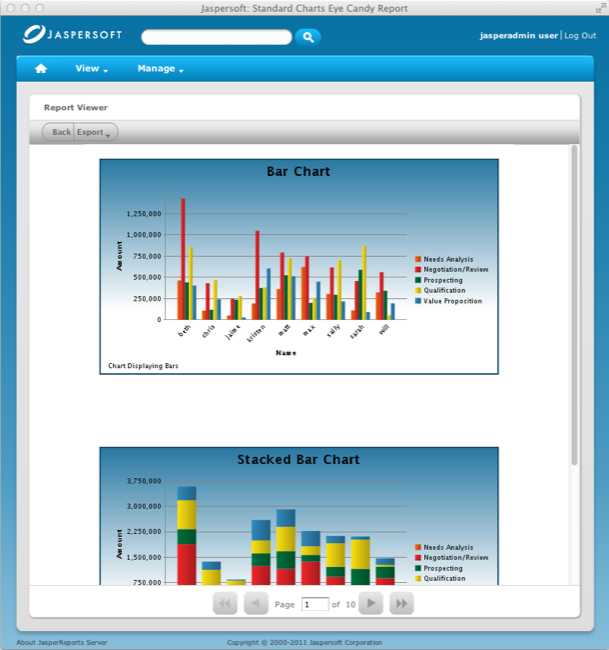 Jaspersoft: Standard Charts Eye Candy Report
JASPERSOFT
jasperadmin user | Log Out
View
Manage
Report Viewer
Back Export
Bar Chart
1,250,000
1,000,000
750,000
500,000
250,000
0
Amount
beth chris jaime kristen matt max sally sarah will
Name
Needs Analysis
Negotiation/Review
Prospecting
Qualification
Value Proposition
Chart Displaying Bars
Stacked Bar Chart
3,750,000
3,000,000
2,250,000
1,500,000
750,000
Amount
Needs Analysis
Negotiation/Review
Prospecting
Qualification
Page 1 of 10
About JasperReports Server
Copyright © 2000-2011 Jaspersoft Corporation